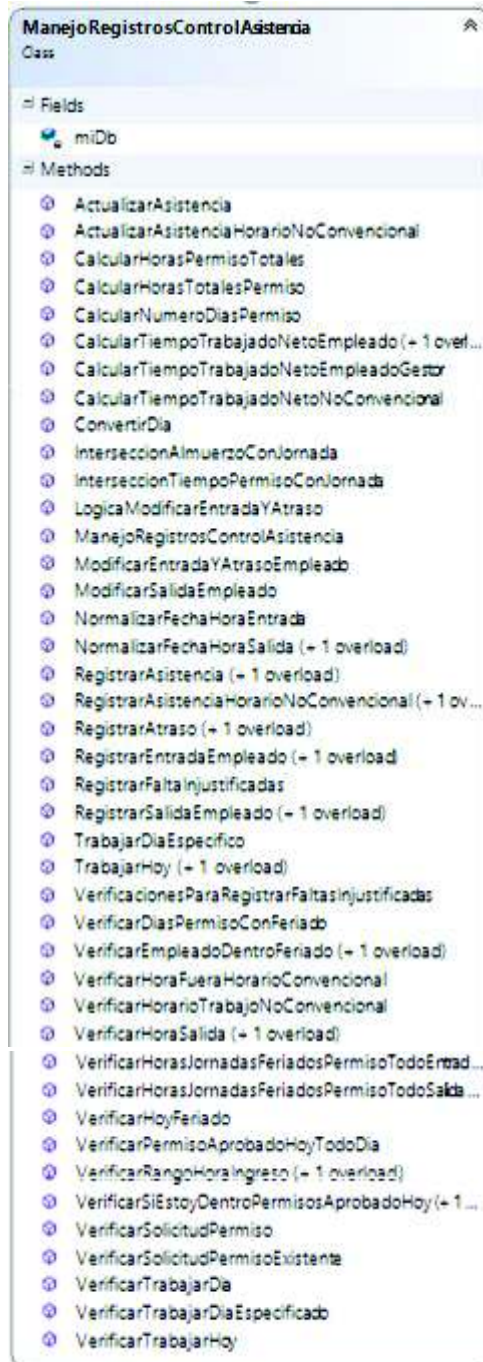 ManejoRegistrosControlAsistencia
Class
Fields
miDb
Methods
ActualizarAsistencia
ActualizarAsistenciaHorarioNoConvencional
CalcularHorasPermisoTotales
CalcularHorasTotalesPermiso
CalcularNumeroDiasPermiso
CalcularTiempoTrabajadoNetoEmpleado (+ 1 overl...
CalcularTiempoTrabajadoNetoEmpleadoGestor
CalcularTiempoTrabajadoNetoNoConvencional
ConvertirDia
InterseccionAlmuerzoConJornada
InterseccionTiempoPermisoConJornada
LogicaModificarEntradaYAtraso
ManejoRegistrosControlAsistencia
ModificarEntradaYAtrasoEmpleado
ModificarSalidaEmpleado
NormalizarFechaHoraEntrada
NormalizarFechaHoraSalida (+ 1 overload)
RegistrarAsistencia (+ 1 overload)
RegistrarAsistenciaHorarioNoConvencional (+ 1 ov...
RegistrarAtraso (+ 1 overload)
RegistrarEntradaEmpleado (+ 1 overload)
RegistrarFaltaInjustificadas
RegistrarSalidaEmpleado (+ 1 overload)
TrabajarDiaEspecifico
TrabajarHoy (+ 1 overload)
VerificacionesParaRegistrarFaltasInjustificadas
VerificarDiasPermisoConFeriado
VerificarEmpleadoDentroFeriado (+ 1 overload)
VerificarHoraFueraHorarioConvencional
VerificarHorarioTrabajoNoConvencional
VerificarHoraSalida (+ 1 overload)
VerificarHorasJornadasFeriadosPermisoTodoEntrad...
VerificarHorasJornadasFeriadosPermisoTodoSalida...
VerificarHoyFeriado
VerificarPermisoAprobadoHoyTodoDia
VerificarRangoHoraIngreso (+ 1 overload)
VerificarSiEstoyDentroPermisosAprobadoHoy (+ 1...
VerificarSolicitudPermiso
VerificarSolicitudPermisoExistente
VerificarTrabajarDia
VerificarTrabajarDiaEspecificado
VerificarTrabajarHoy